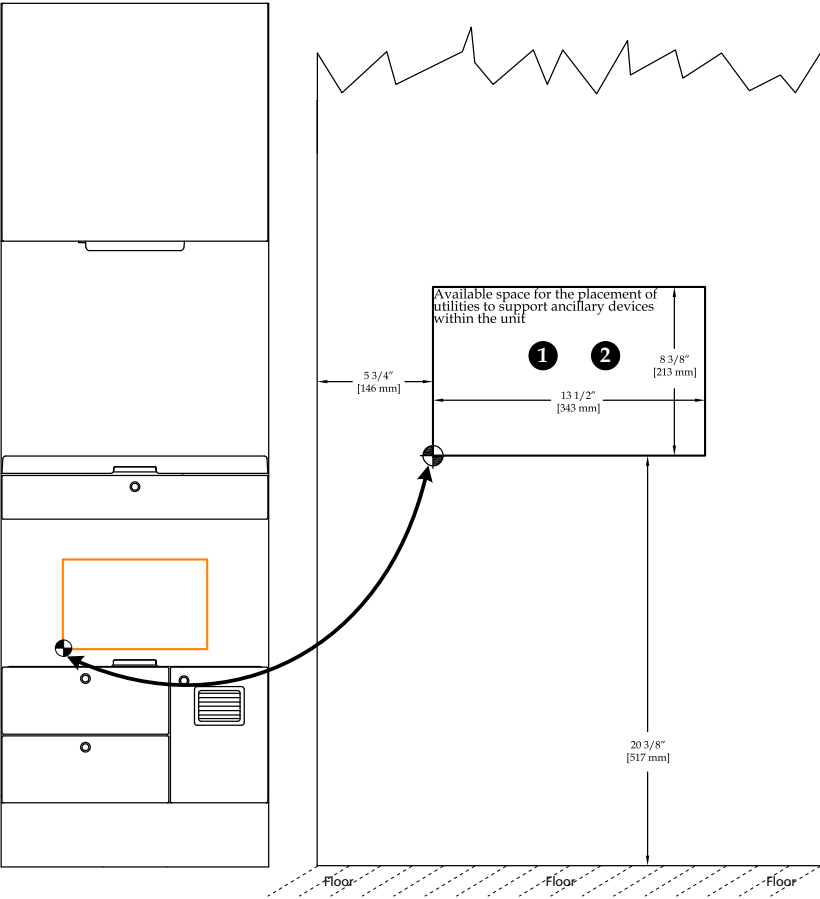 Available space for the placement of
utilities to support ancillary devices
within the unit
1 2
8 3/8"
[213 mm]
5 3/4"
[146 mm]
13 1/2"
[343 mm]
20 3/8"
[517 mm]
Floor Floor Floor